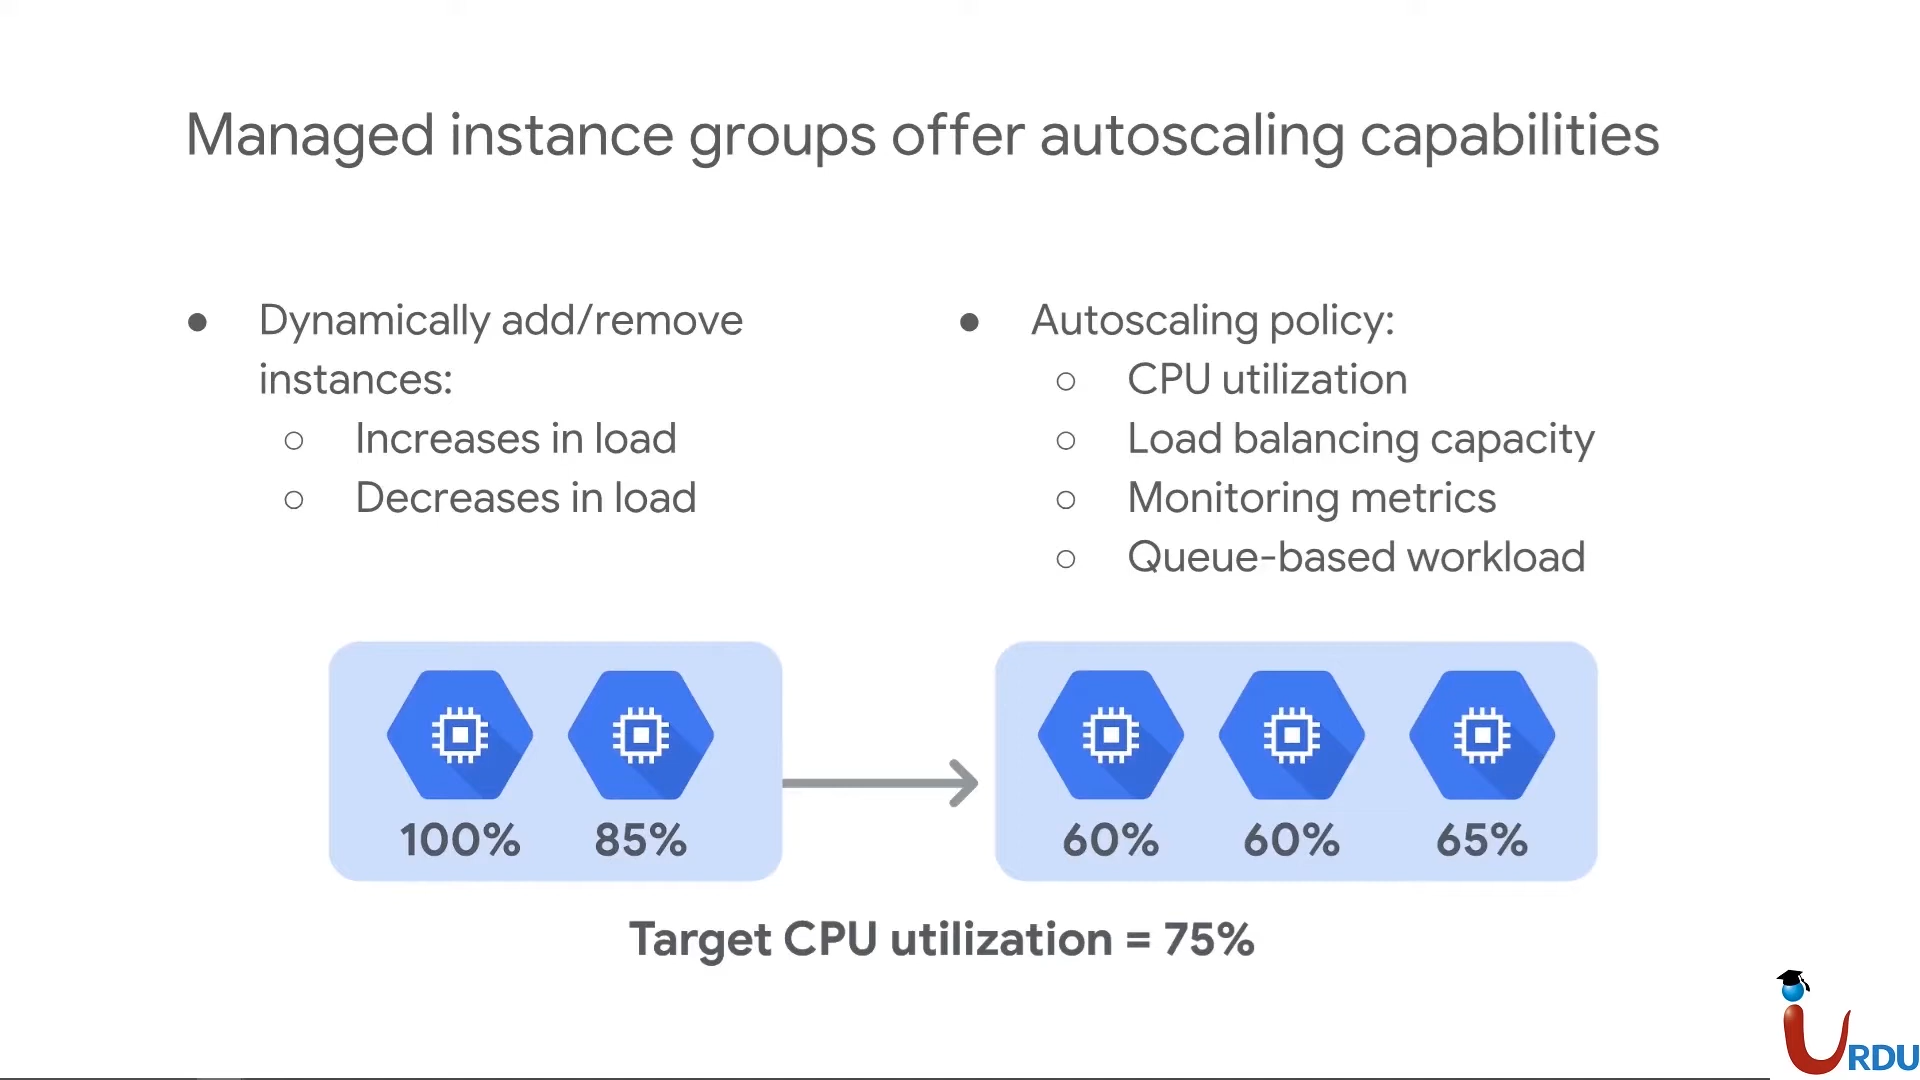 Managed instance groups offer autoscaling capabilities
● Dynamically add/remove
instances:
○ Increases in load
○ Decreases in load
● Autoscaling policy:
○ CPU utilization
○ Load balancing capacity
○ Monitoring metrics
○ Queue-based workload
100% 85%
60% 60% 65%
Target CPU utilization = 75%
iURDU